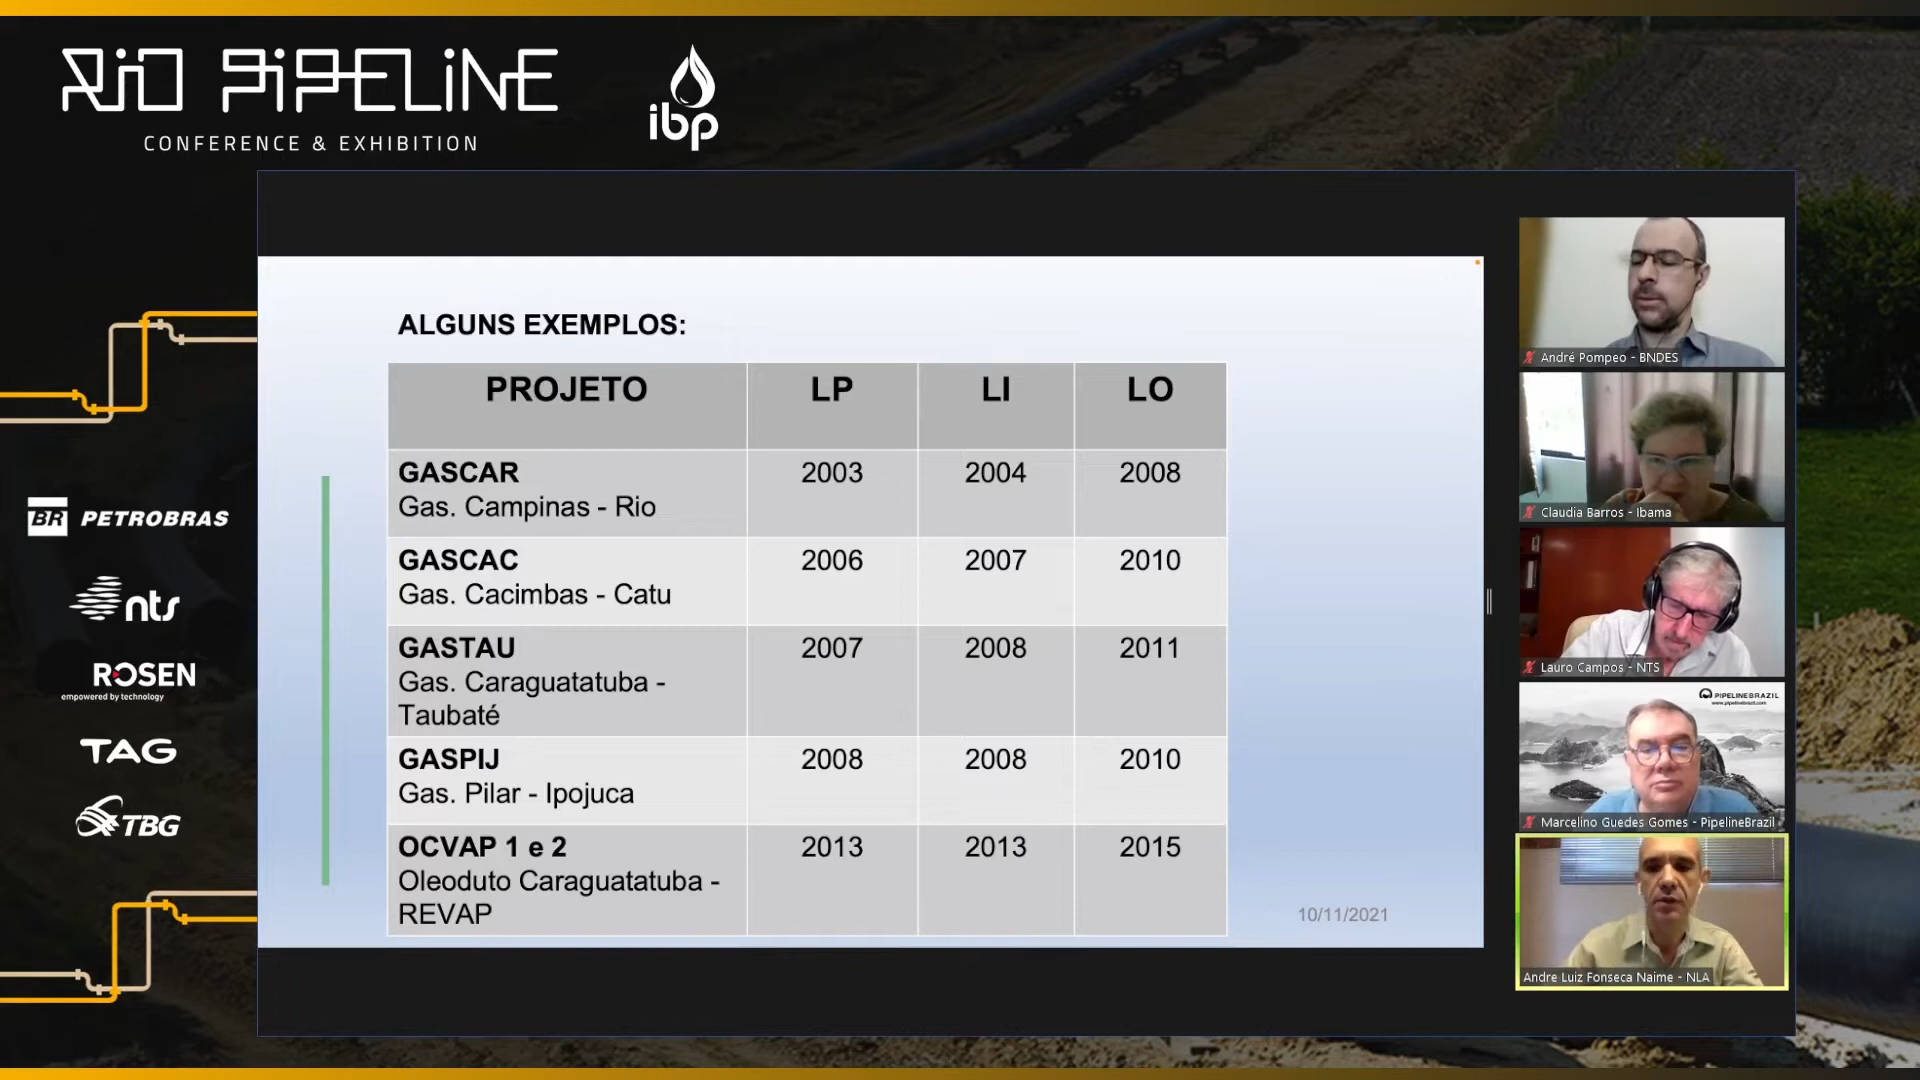 RIO PIPELINE
CONFERENCE & EXHIBITION
ibp
BR PETROBRAS
nts
ROSEN
empowered by technology
TAG
TBG
ALGUNS EXEMPLOS:
PROJETO LP LI LO
GASCAR 2003 2004 2008
Gas. Campinas - Rio
GASCAC 2006 2007 2010
Gas. Cacimbas - Catu
GASTAU 2007 2008 2011
Gas. Caraguatatuba -
Taubaté
GASPIJ 2008 2008 2010
Gas. Pilar - Ipojuca
OCVAP 1 e 2 2013 2013 2015
Oleoduto Caraguatatuba -
REVAP
10/11/2021
André Pompeo - BNDES
Claudia Barros - Ibama
Lauro Campos - NTS
PIPELINEBRAZIL
www.pipelinebrazil.com
Marcelino Guedes Gomes - PipelineBrazil
Andre Luiz Fonseca Naime - NLA